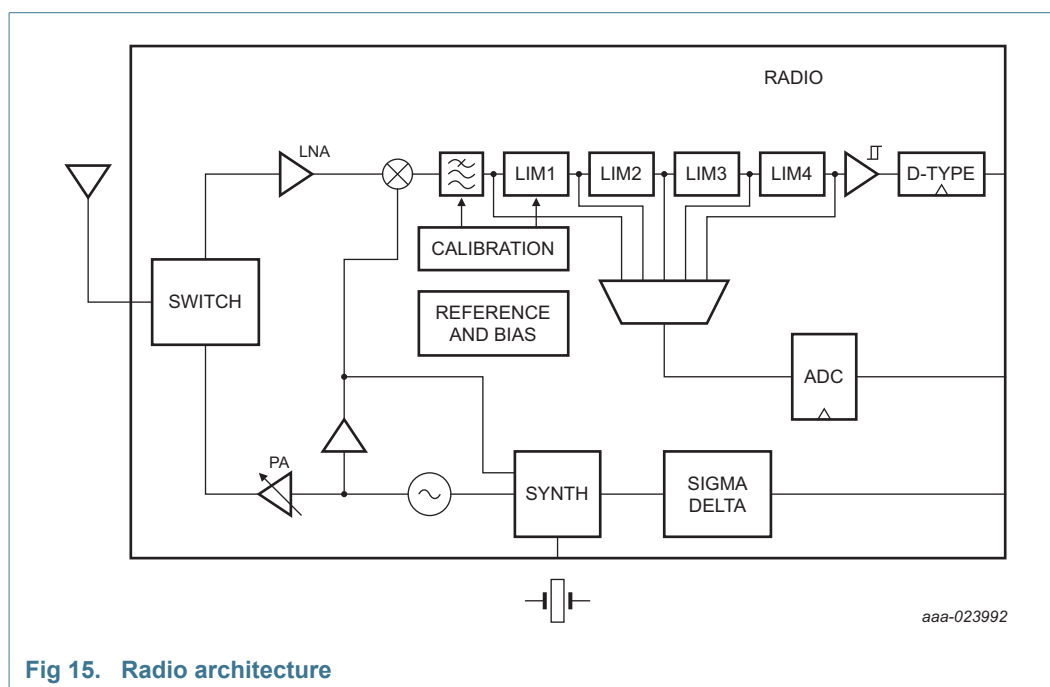 RADIO
LNA
LIM1
LIM2
LIM3
LIM4
D-TYPE
CALIBRATION
SWITCH
REFERENCE
AND BIAS
ADC
PA
SYNTH
SIGMA
DELTA
aaa-023992
Fig 15. Radio architecture